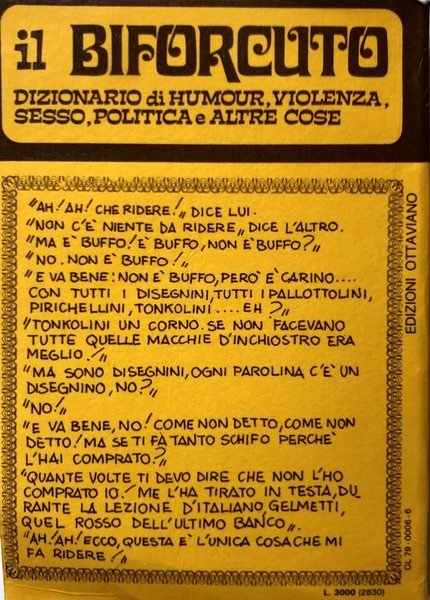 il BIFORCUTO
DIZIONARIO di HUMOUR, VIOLENZA,
SESSO, POLITICA e ALTRE COSE
"AH! AH! CHE RIDERE!" DICE LUI.
"NON C'È NIENTE DA RIDERE" DICE L'ALTRO.
"MA È BUFFO! È BUFFO, NON È BUFFO?"
"NO. NON È BUFFO!"
"E VA BENE! NON È BUFFO, PERÒ È CARINO....
CON TUTTI I DISEGNINI, TUTTI I PALLOTTOLINI,
PIRICHELLINI, TONKOLINI .... EH?"
"TONKOLINI UN CORNO. SE NON FACEVANO
TUTTE QUELLE MACCHIE D'INCHIOSTRO ERA
MEGLIO!"
"MA SONO DISEGNINI, OGNI PAROLINA C'È UN
DISEGNINO, NO?"
"NO!"
"E VA BENE, NO! COME NON DETTO, COME NON
DETTO! MA SE TI FÀ TANTO SCHIFO PERCHÈ
L'HAI COMPRATO?"
"QUANTE VOLTE TI DEVO DIRE CHE NON L'HO
COMPRATO IO! ME L'HA TIRATO IN TESTA, DU,
RANTE LA LEZIONE D'ITALIANO, GELMETTI,
QUEL ROSSO DELL'ULTIMO BANCO".
"AH! AH! ECCO, QUESTA È L'UNICA COSA CHE MI
FA RIDERE!"
EDIZIONI OTTAVIANO
CL 79-0006-6
L. 3000 (2830)